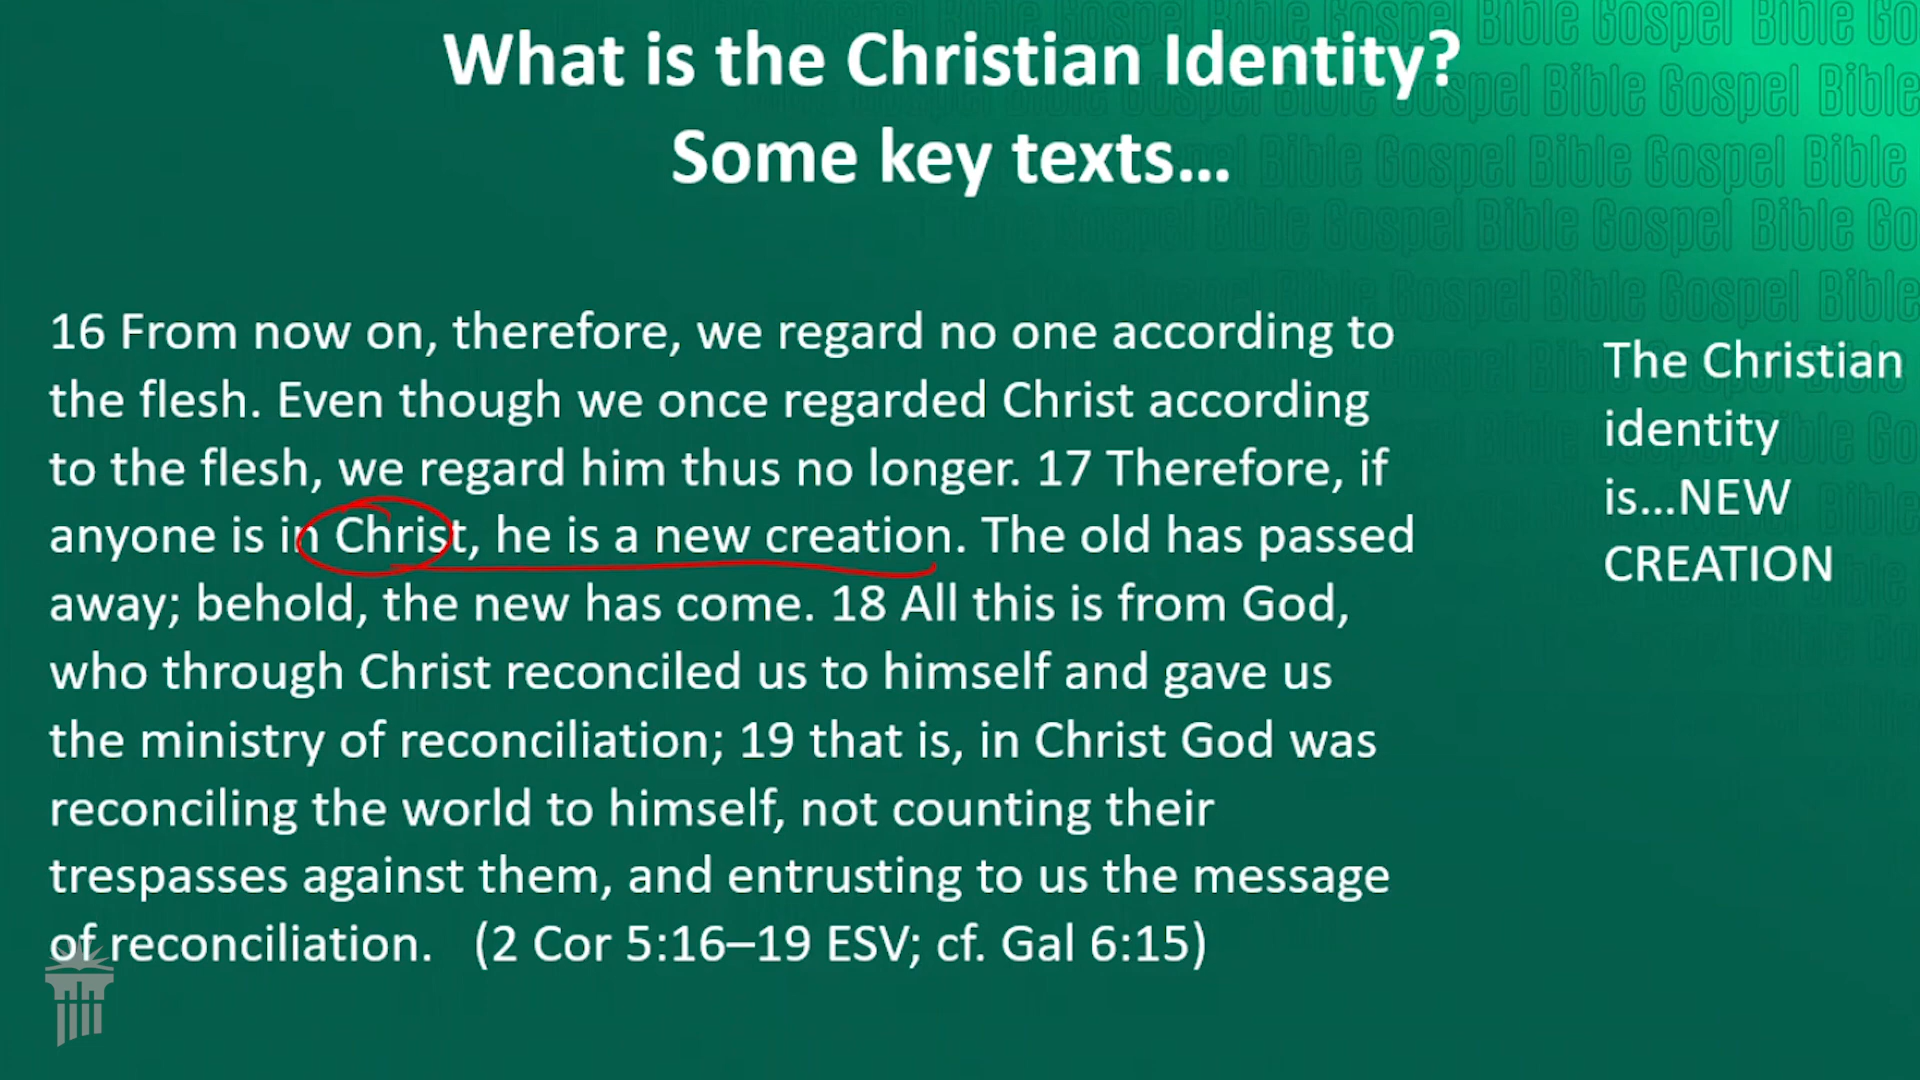 What is the Christian Identity?
Some key texts...
16 From now on, therefore, we regard no one according to
the flesh. Even though we once regarded Christ according
to the flesh, we regard him thus no longer. 17 Therefore, if
anyone is in Christ, he is a new creation. The old has passed
away; behold, the new has come. 18 All this is from God,
who through Christ reconciled us to himself and gave us
the ministry of reconciliation; 19 that is, in Christ God was
reconciling the world to himself, not counting their
trespasses against them, and entrusting to us the message
of reconciliation.   (2 Cor 5:16–19 ESV; cf. Gal 6:15)
The Christian
identity
is...NEW
CREATION